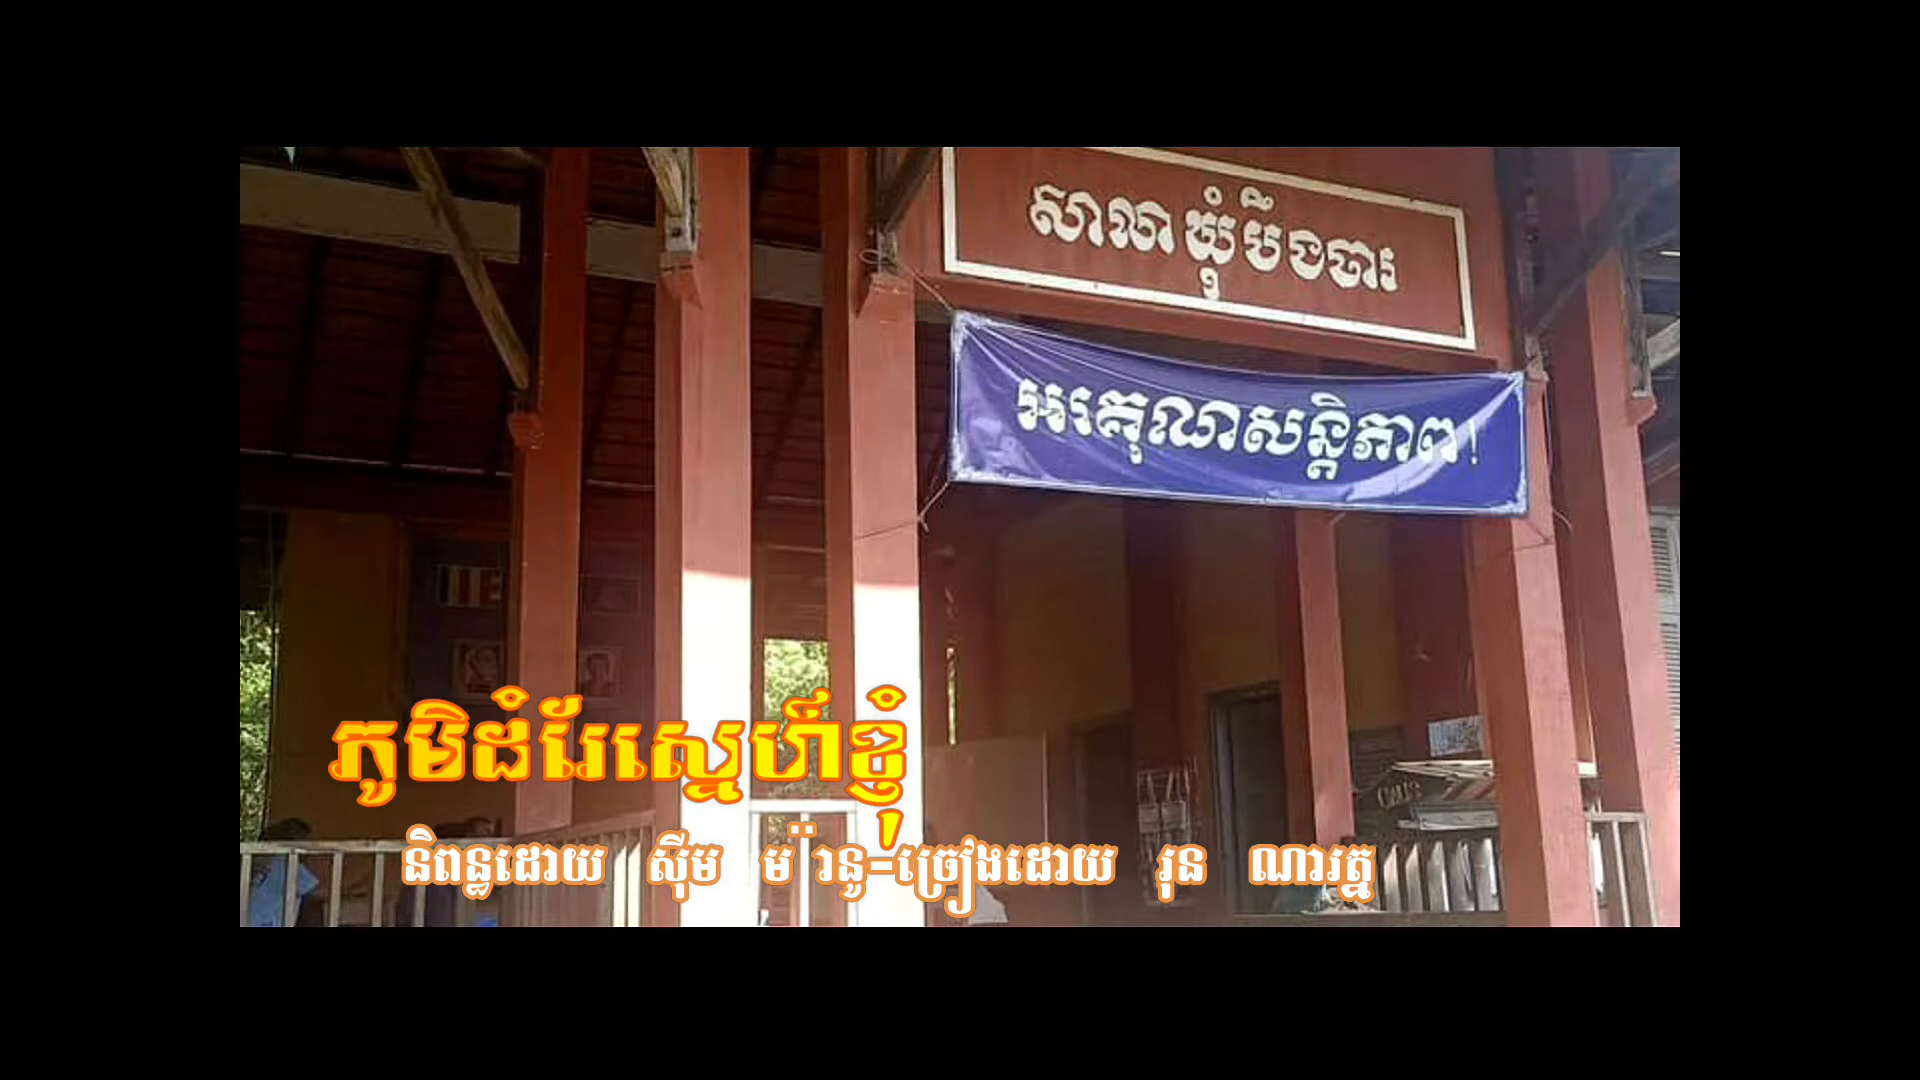 សាលាឃុំបឹងចារ
អរគុណសន្តិភាព!
ភូមិដំរែស្នេហ៍ខ្ញុំ
និពន្ធដោយ ស៊ីម ម៉ានូ-ច្រៀងដោយ រុន ណារត្ន